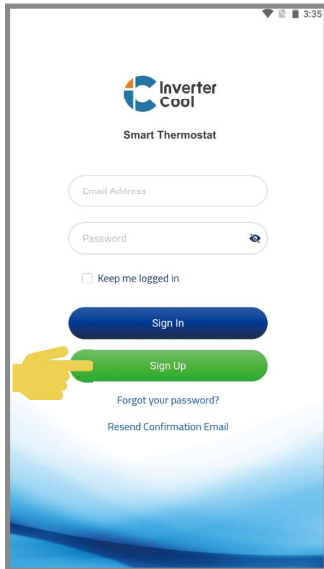 3:35
Inverter
Cool
Smart Thermostat
Email Address
Password
Keep me logged in
Sign In
Sign Up
Forgot your password?
Resend Confirmation Email